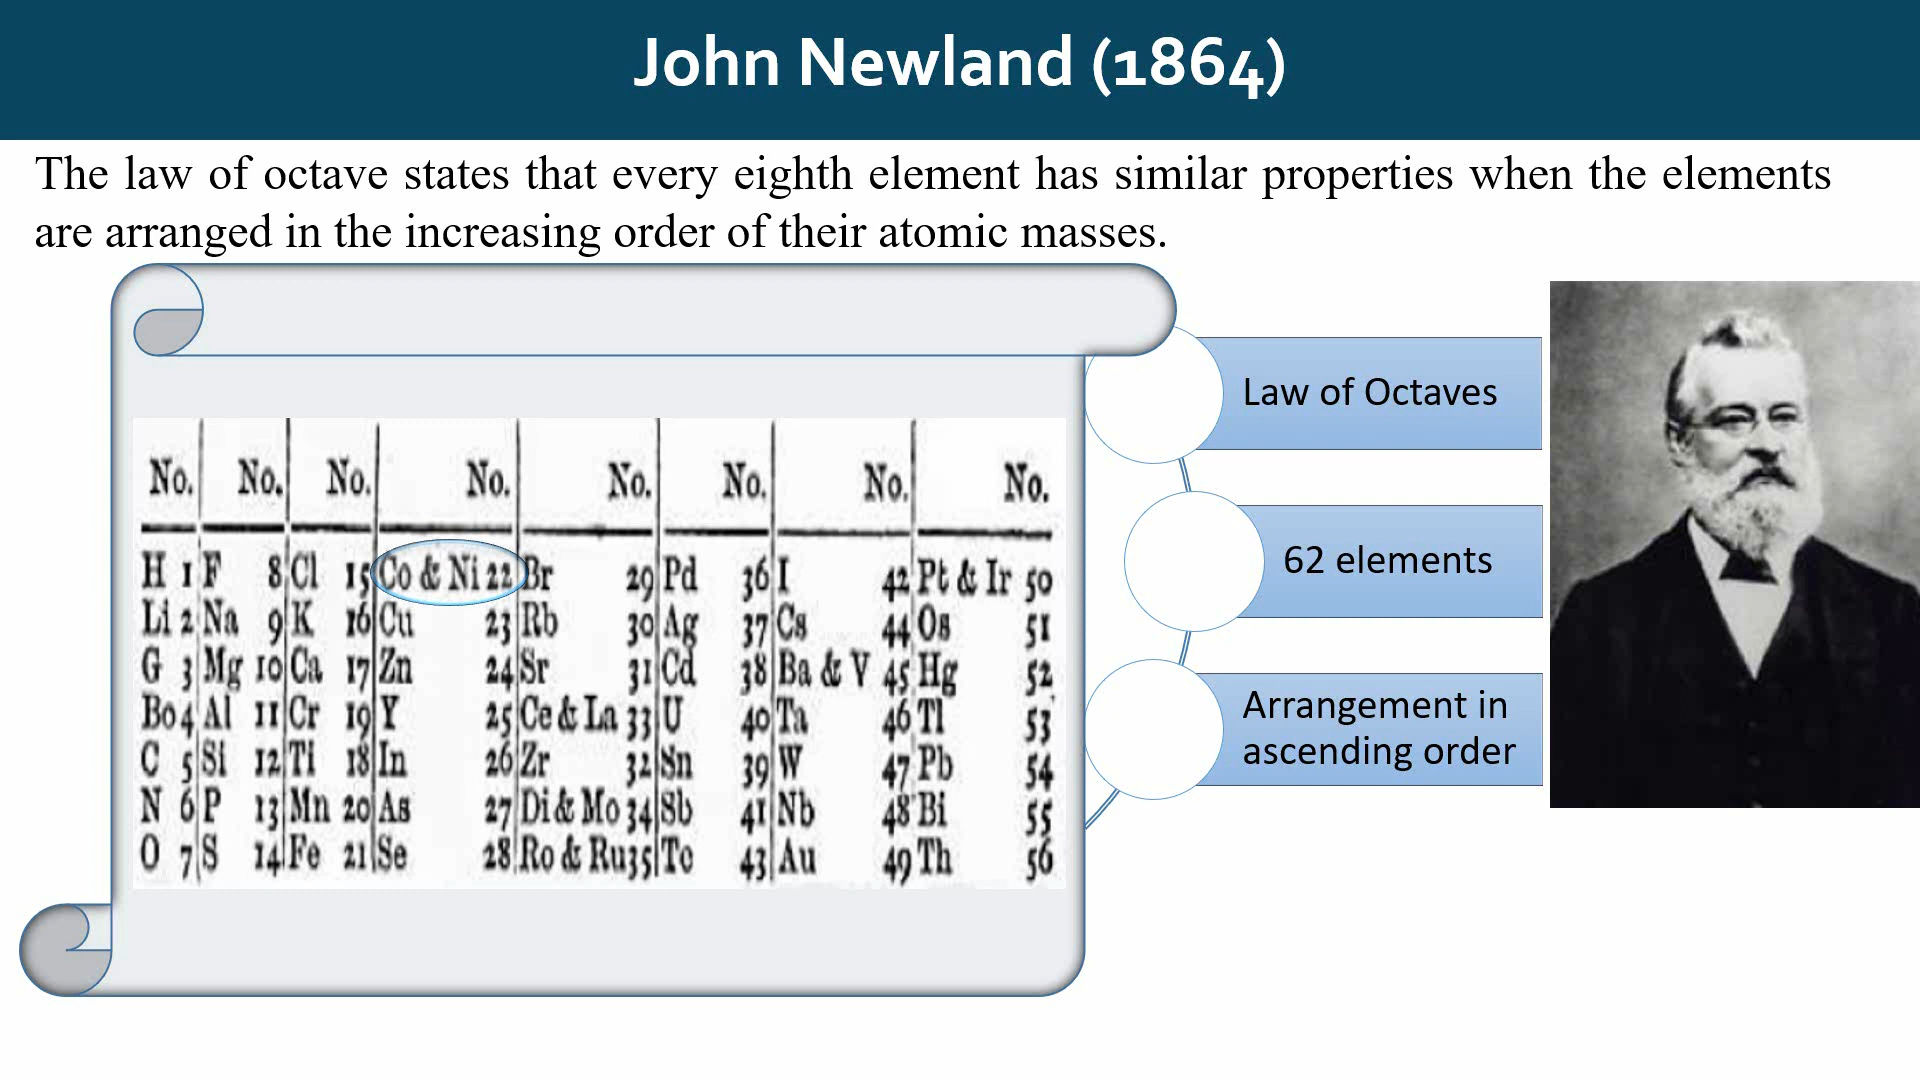 John Newland (1864)
The law of octave states that every eighth element has similar properties when the elements
are arranged in the increasing order of their atomic masses.
No. No. No. No. No. No. No. No.
H 1 F 8 Cl 15 Co & Ni 22 Br 29 Pd 36 I 42 Pt & Ir 50
Li 2 Na 9 K 16 Cu 23 Rb 30 Ag 37 Cs 44 Os 51
G 3 Mg 10 Ca 17 Zn 24 Sr 31 Cd 38 Ba & V 45 Hg 52
Bo 4 Al 11 Cr 19 Y 25 Ce & La 33 U 40 Ta 46 Tl 53
C 5 Si 12 Ti 18 In 26 Zr 32 Sn 39 W 47 Pb 54
N 6 P 13 Mn 20 As 27 Di & Mo 34 Sb 41 Nb 48 Bi 55
O 7 S 14 Fe 21 Se 28 Ro & Ru 35 Te 43 Au 49 Th 56
Law of Octaves
62 elements
Arrangement in
ascending order